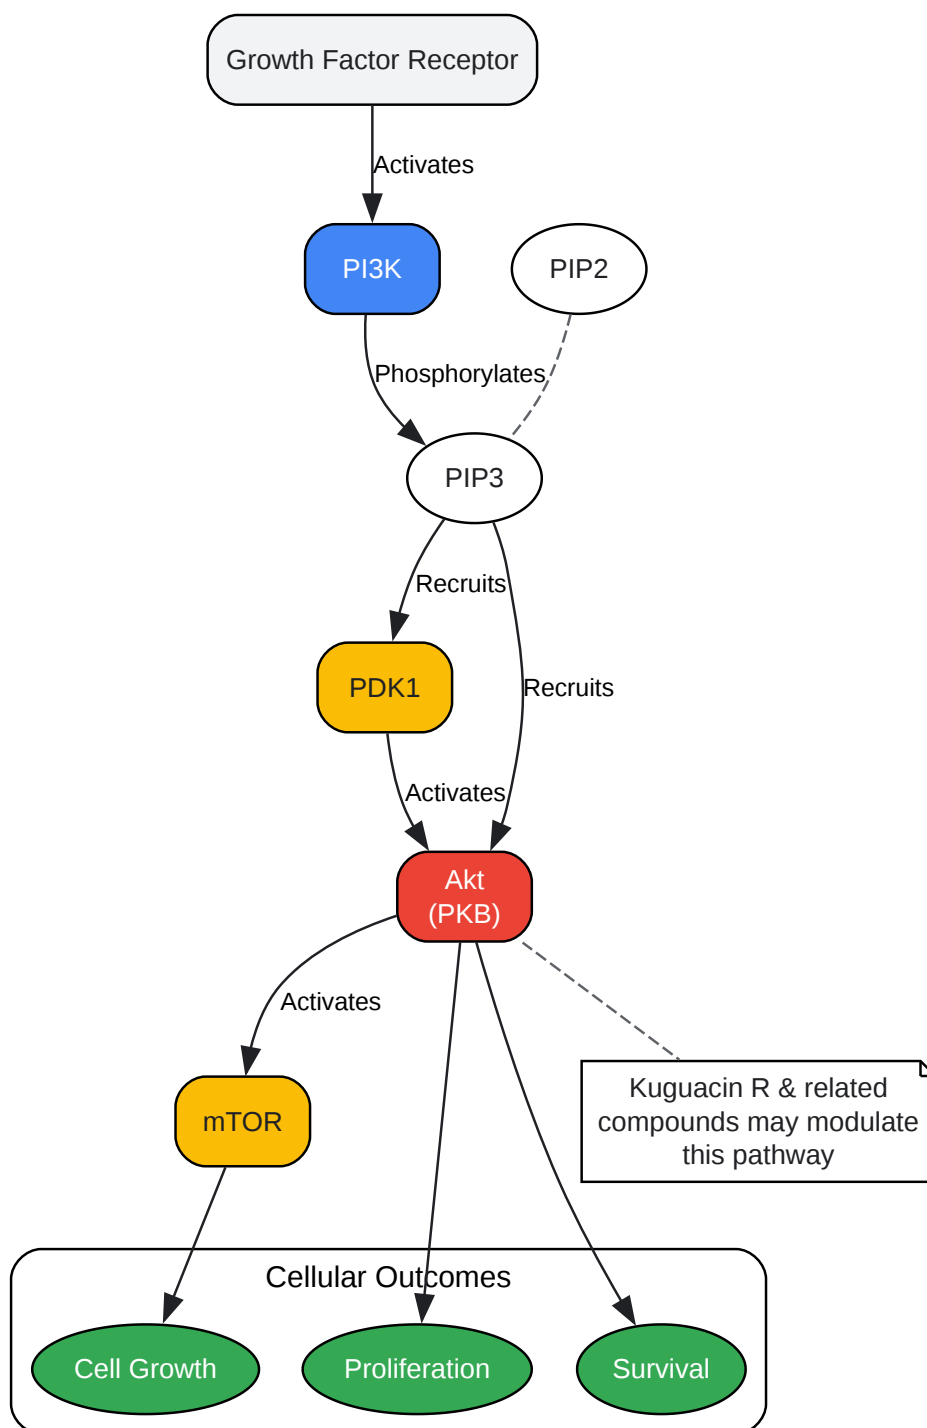 Growth Factor Receptor
Activates
PI3K
PIP2
Phosphorylates
PIP3
Recruits
PDK1
Recruits
Activates
Akt
(PKB)
Activates
Kuguacin R & related
compounds may modulate
this pathway
mTOR
Cellular Outcomes
Cell Growth
Proliferation
Survival